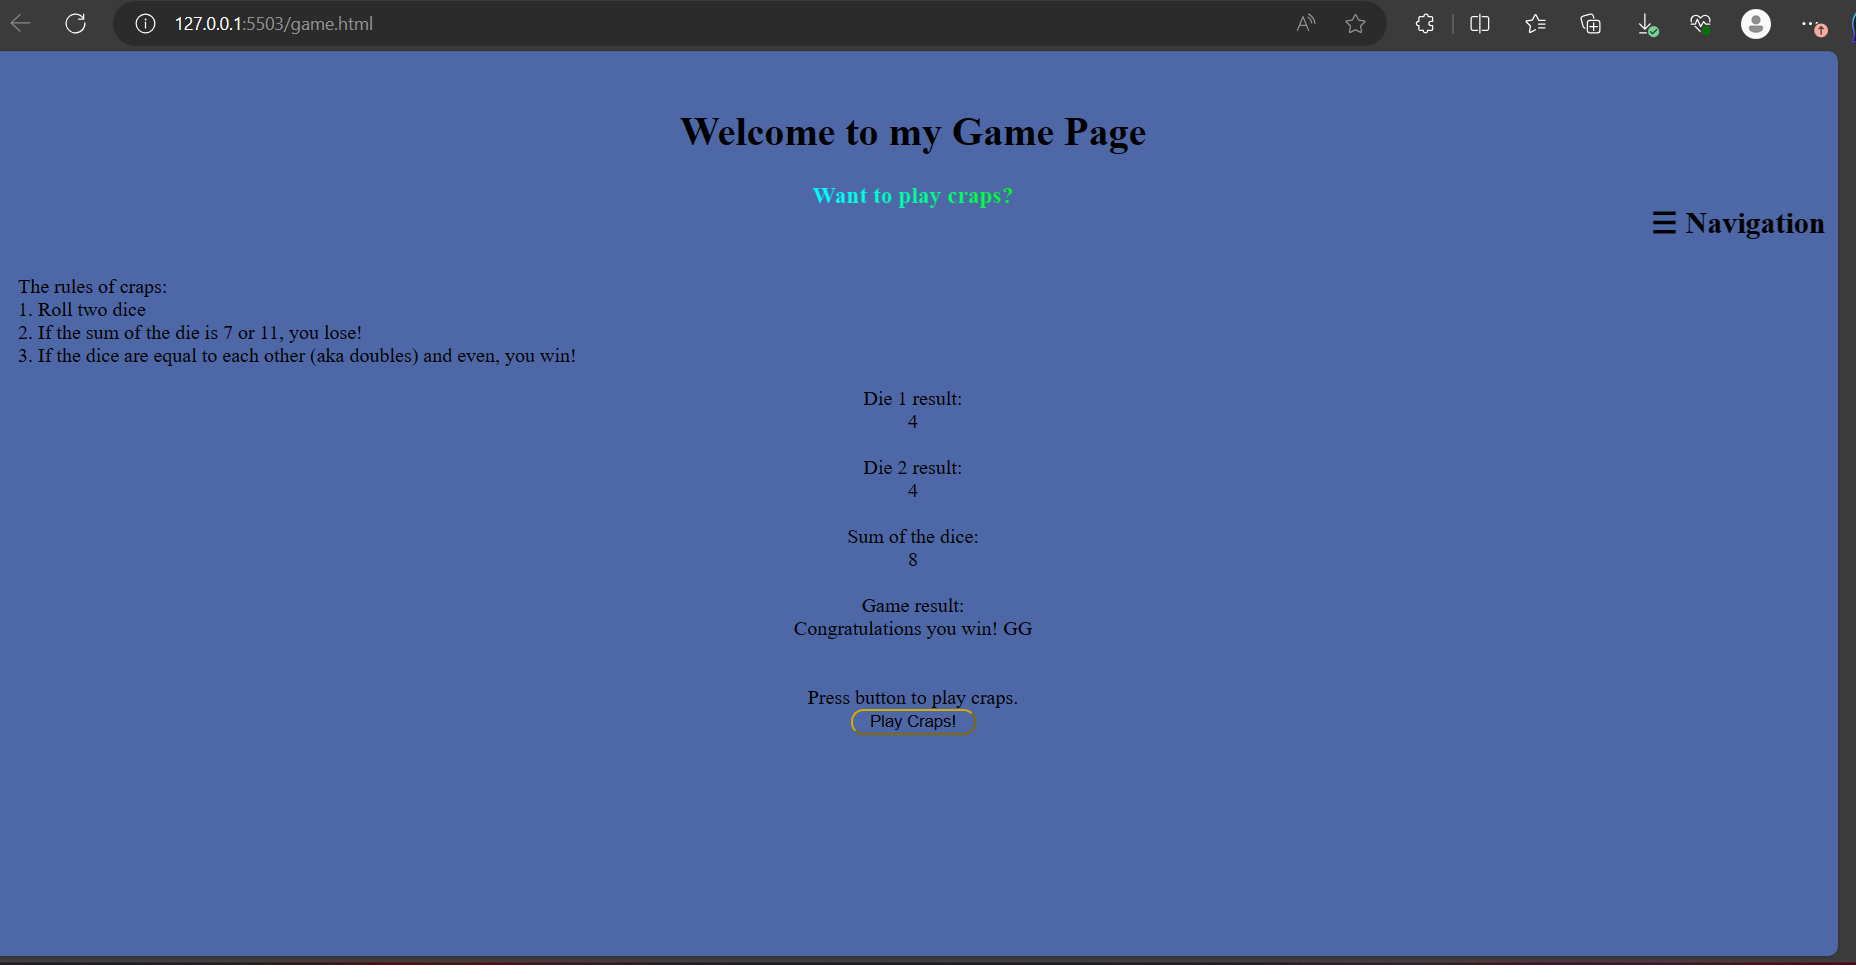 127.0.0.1:5503/game.html
Welcome to my Game Page
Want to play craps?
☰ Navigation
The rules of craps:
1. Roll two dice
2. If the sum of the die is 7 or 11, you lose!
3. If the dice are equal to each other (aka doubles) and even, you win!
Die 1 result:
4
Die 2 result:
4
Sum of the dice:
8
Game result:
Congratulations you win! GG
Press button to play craps.
Play Craps!